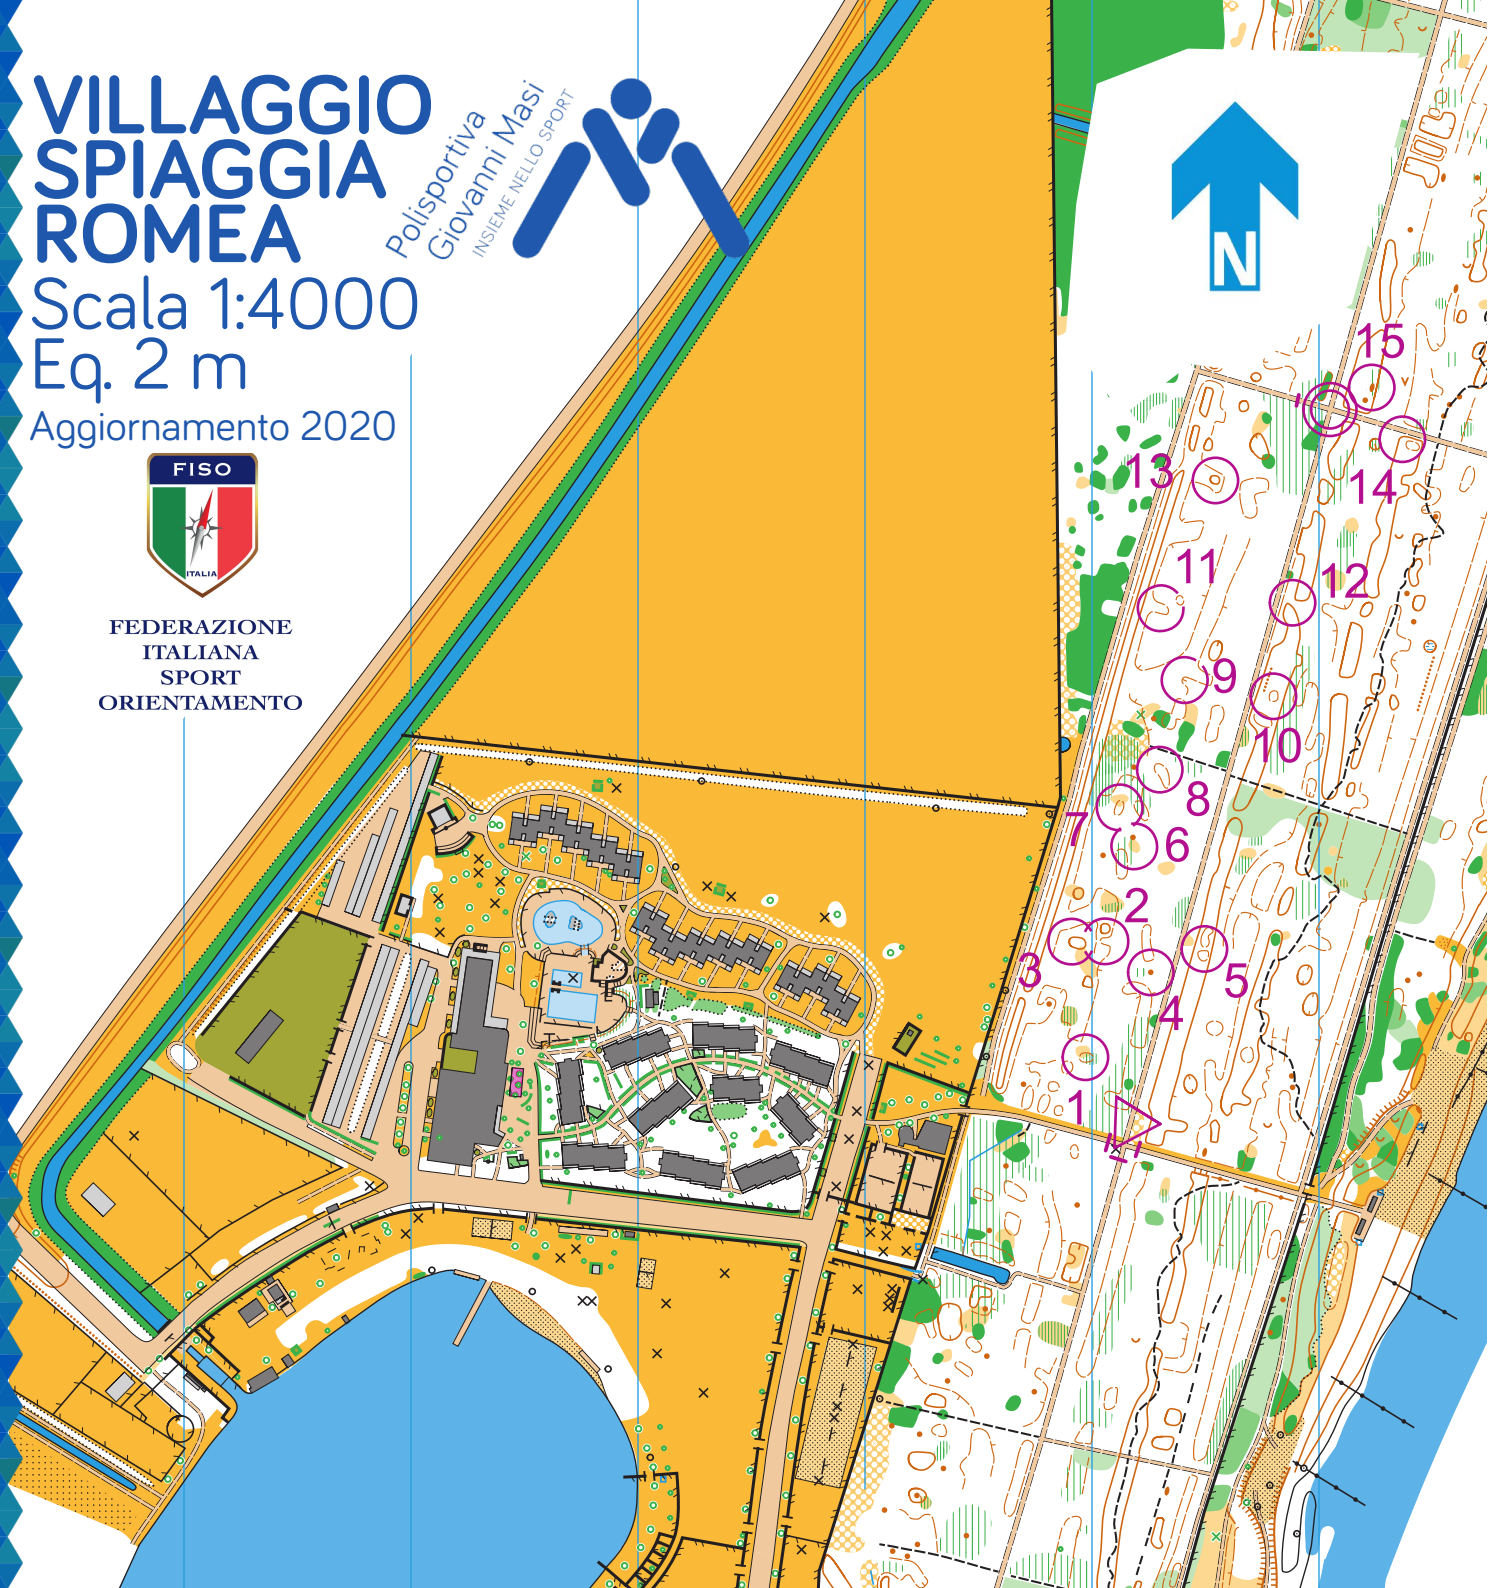 VILLAGGIO
SPIAGGIA
ROMEA
Scala 1:4000
Eq. 2 m
Aggiornamento 2020
Polisportiva
Giovanni Masi
INSIEME NELLO SPORT
FISO
ITALIA
FEDERAZIONE
ITALIANA
SPORT
ORIENTAMENTO
N
15
14
13
12
11
10
9
8
7
6
5
4
3
2
1